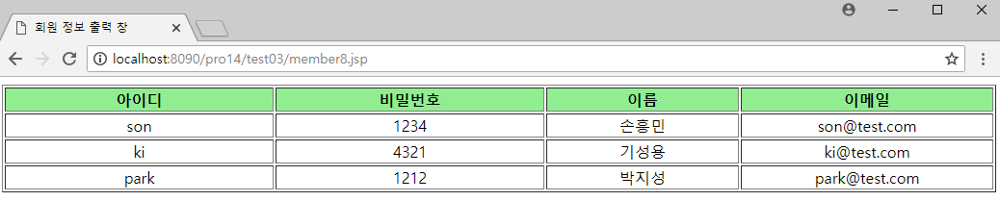 회원 정보 출력 창
localhost:8090/pro14/test03/member8.jsp
아이디 비밀번호 이름 이메일
son 1234 손흥민 son@test.com
ki 4321 기성용 ki@test.com
park 1212 박지성 park@test.com